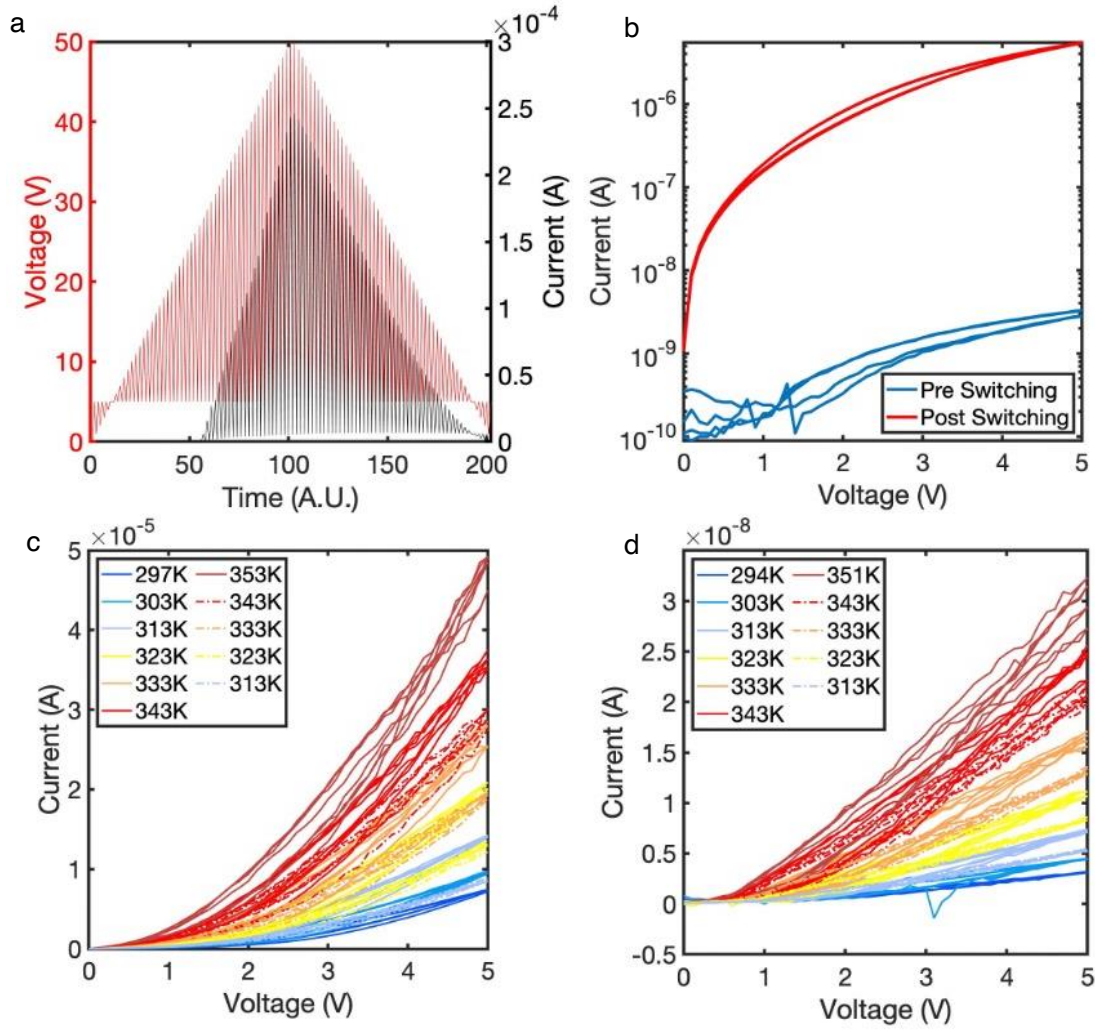 a
×10⁻⁴
50
40
30
20
10
0
Voltage (V)
3
2.5
2
1.5
1
0.5
0
Current (A)
0 50 100 150 200
Time (A.U.)
b
10⁻⁶
10⁻⁷
10⁻⁸
10⁻⁹
10⁻¹⁰
Current (A)
Pre Switching
Post Switching
0 1 2 3 4 5
Voltage (V)
c
×10⁻⁵
5
4
3
2
1
0
Current (A)
297K 353K
303K 343K
313K 333K
323K 323K
333K 313K
343K
0 1 2 3 4 5
Voltage (V)
d
×10⁻⁸
3
2.5
2
1.5
1
0.5
0
-0.5
Current (A)
294K 351K
303K 343K
313K 333K
323K 323K
333K 313K
343K
0 1 2 3 4 5
Voltage (V)